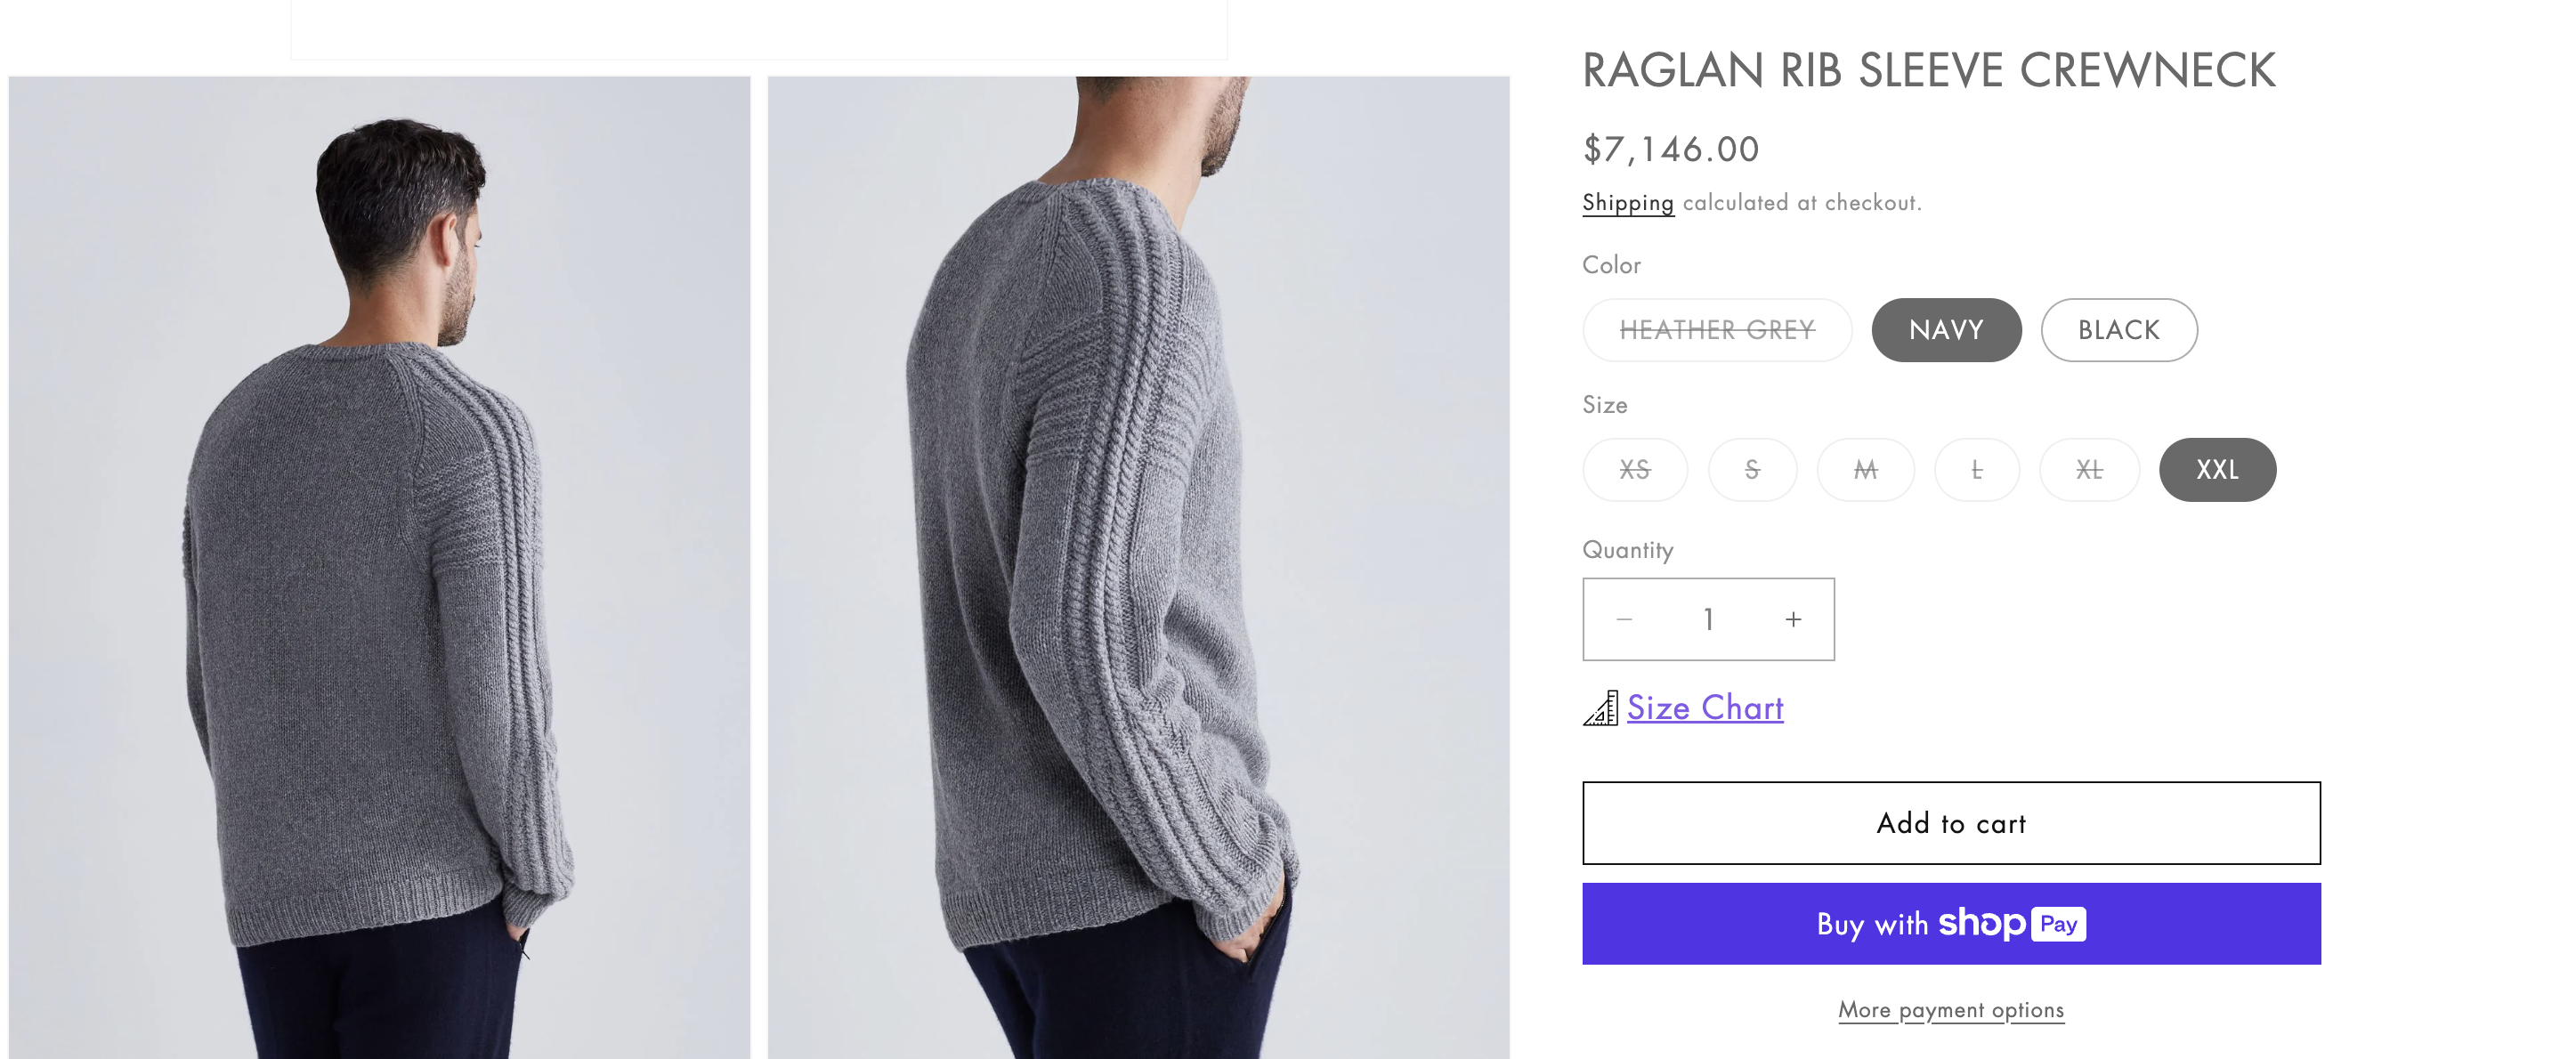 RAGLAN RIB SLEEVE CREWNECK
$7,146.00
Shipping calculated at checkout.
Color
HEATHER GREY NAVY BLACK
Size
XS S M L XL XXL
Quantity
− 1 +
Size Chart
Add to cart
Buy with shop Pay
More payment options